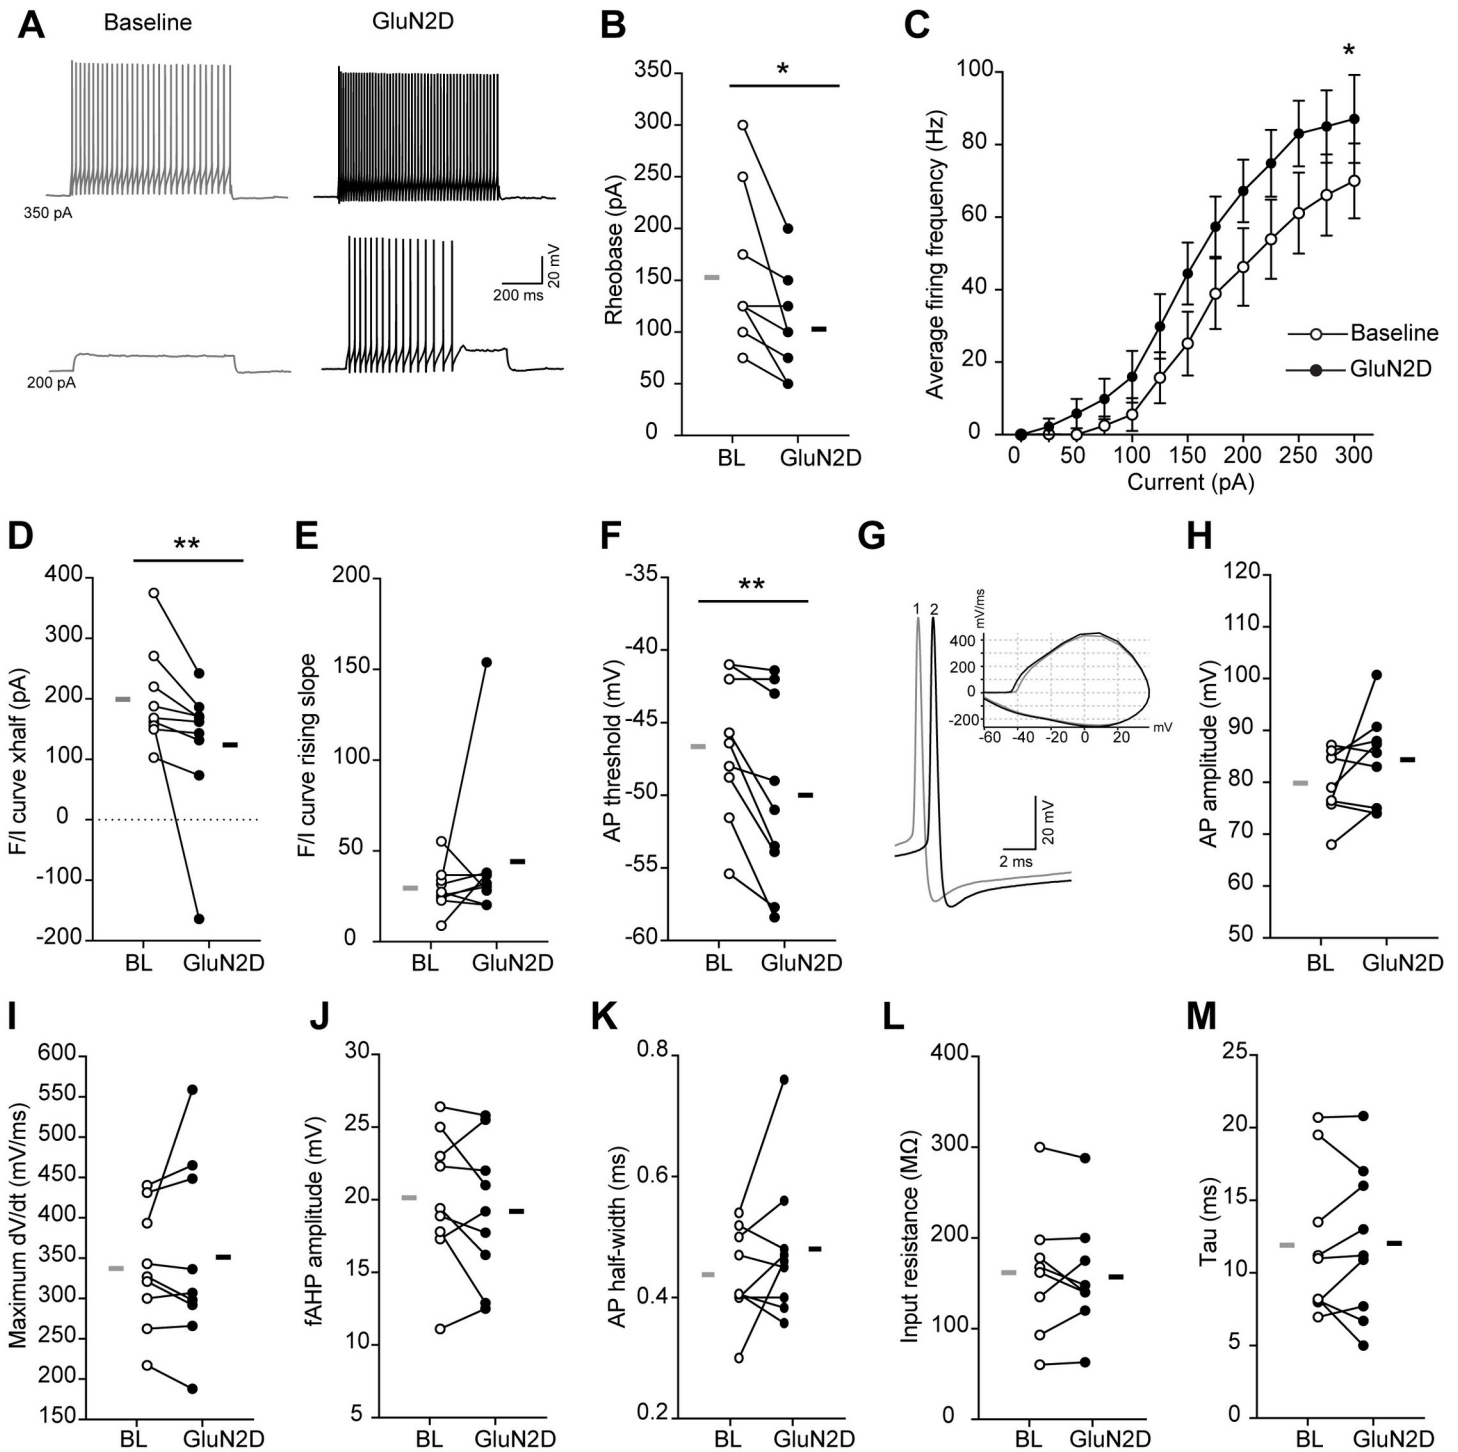 A
Baseline
GluN2D
350 pA
200 pA
20 mV
200 ms
B
*
Rheobase (pA)
350
300
250
200
150
100
50
0
BL
GluN2D
C
*
Average firing frequency (Hz)
100
80
60
40
20
0
Baseline
GluN2D
0 50 100 150 200 250 300
Current (pA)
D
**
F/I curve xhalf (pA)
400
300
200
100
0
-100
-200
BL GluN2D
E
F/I curve rising slope
200
150
100
50
0
BL GluN2D
F
**
AP threshold (mV)
-35
-40
-45
-50
-55
-60
BL GluN2D
G
1 2
mV/ms
400
200
0
-200
-60 -40 -20 0 20
mV
20 mV
2 ms
H
AP amplitude (mV)
120
110
100
90
80
70
60
50
BL GluN2D
I
Maximum dV/dt (mV/ms)
600
550
500
450
400
350
300
250
200
150
BL GluN2D
J
fAHP amplitude (mV)
30
25
20
15
10
5
BL GluN2D
K
AP half-width (ms)
0.8
0.6
0.4
0.2
BL GluN2D
L
Input resistance (MΩ)
400
300
200
100
0
BL GluN2D
M
Tau (ms)
25
20
15
10
5
0
BL GluN2D